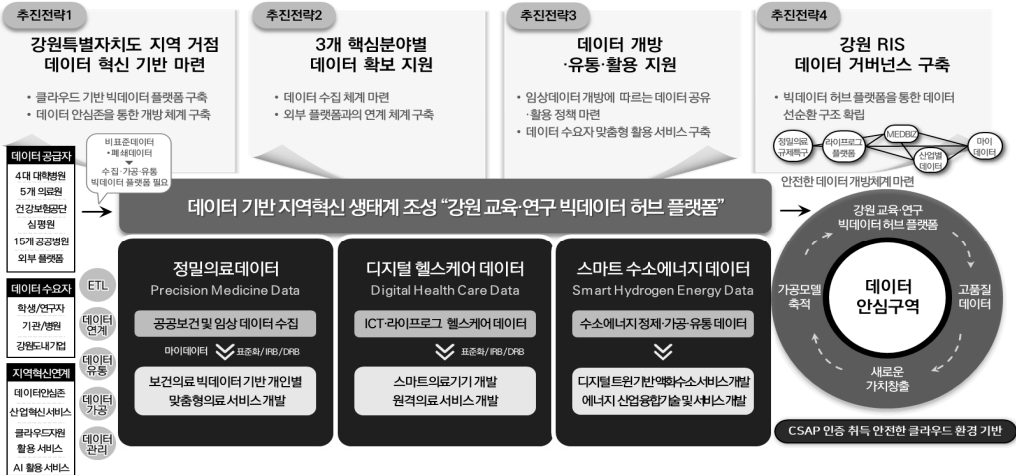 추진전략1
강원특별자치도 지역 거점
데이터 혁신 기반 마련
• 클라우드 기반 빅데이터 플랫폼 구축
• 데이터 안심존을 통한 개방 체계 구축
추진전략2
3개 핵심분야별
데이터 확보 지원
• 데이터 수집 체계 마련
• 외부 플랫폼과의 연계 체계 구축
추진전략3
데이터 개방
·유통·활용 지원
• 임상데이터 개방에 따르는 데이터 공유
·활용 정책 마련
• 데이터 수요자 맞춤형 활용 서비스 구축
추진전략4
강원 RIS
데이터 거버넌스 구축
• 빅데이터 허브 플랫폼을 통한 데이터
선순환 구조 확립
정밀의료
규제특구
라이프로그
플랫폼
MEDBIZ
산업별
데이터
마이
데이터
안전한 데이터 개방체계 마련
비표준데이터
·폐쇄데이터
수집·가공·유통
빅데이터 플랫폼 필요
데이터 공급자
4대 대학병원
5개 의료원
건강보험공단
심평원
15개 공공병원
외부 플랫폼
데이터 수요자
학생/연구자
기관/병원
강원도내기업
지역혁신연계
데이터안심존
산업혁신서비스
클라우드자원
활용 서비스
AI 활용 서비스
ETL
데이터
연계
데이터
유통
데이터
가공
데이터
관리
데이터 기반 지역혁신 생태계 조성 “강원 교육·연구 빅데이터 허브 플랫폼”
정밀의료데이터
Precision Medicine Data
공공보건 및 임상 데이터 수집
마이데이터
표준화/ IRB / DRB
보건의료 빅데이터 기반 개인별
맞춤형의료 서비스 개발
디지털 헬스케어 데이터
Digital Health Care Data
ICT·라이프로그 헬스케어 데이터
표준화/ IRB / DRB
스마트의료기기 개발
원격의료 서비스 개발
스마트 수소에너지 데이터
Smart Hydrogen Energy Data
수소에너지 정제·가공·유통 데이터
디지털 트윈기반 액화수소 서비스 개발
에너지 산업융합기술 및 서비스 개발
강원 교육·연구
빅데이터 허브 플랫폼
고품질
데이터
새로운
가치창출
가공모델
축적
데이터
안심구역
CSAP 인증 취득 안전한 클라우드 환경 기반